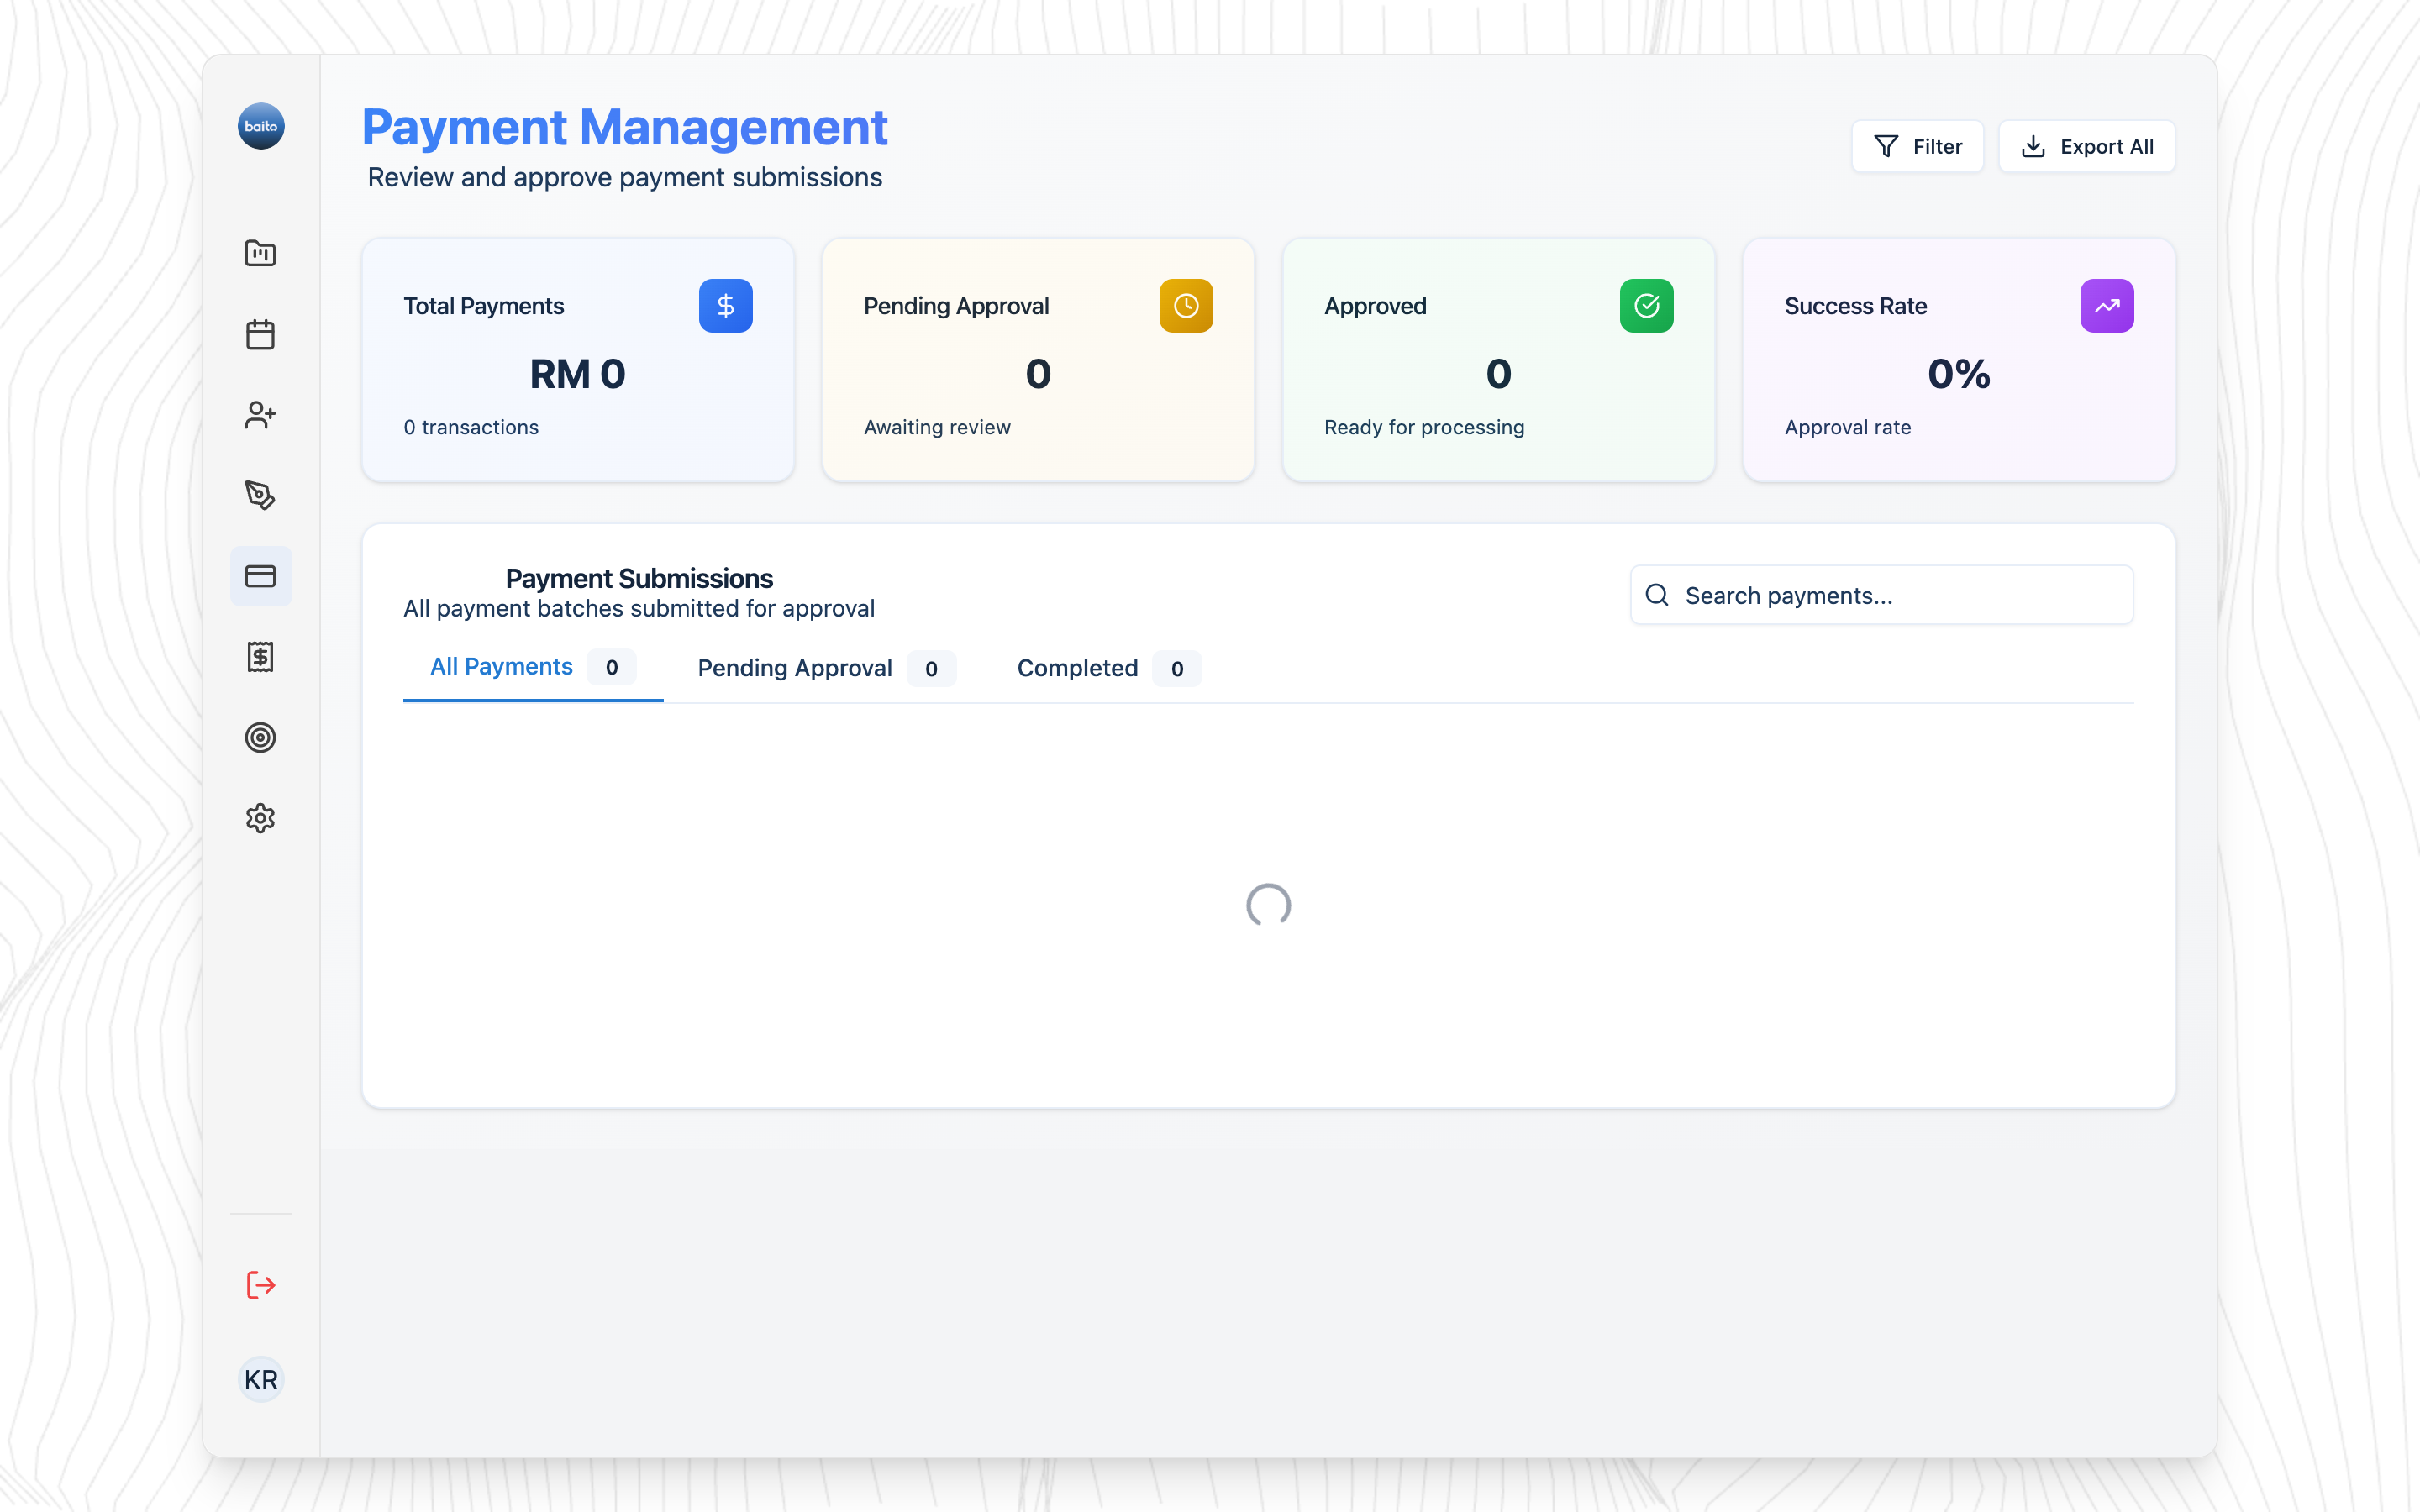 baito
Payment Management
Review and approve payment submissions
Filter
Export All
Total Payments
RM 0
0 transactions
Pending Approval
0
Awaiting review
Approved
0
Ready for processing
Success Rate
0%
Approval rate
Payment Submissions
All payment batches submitted for approval
Search payments...
All Payments 0
Pending Approval 0
Completed 0
KR